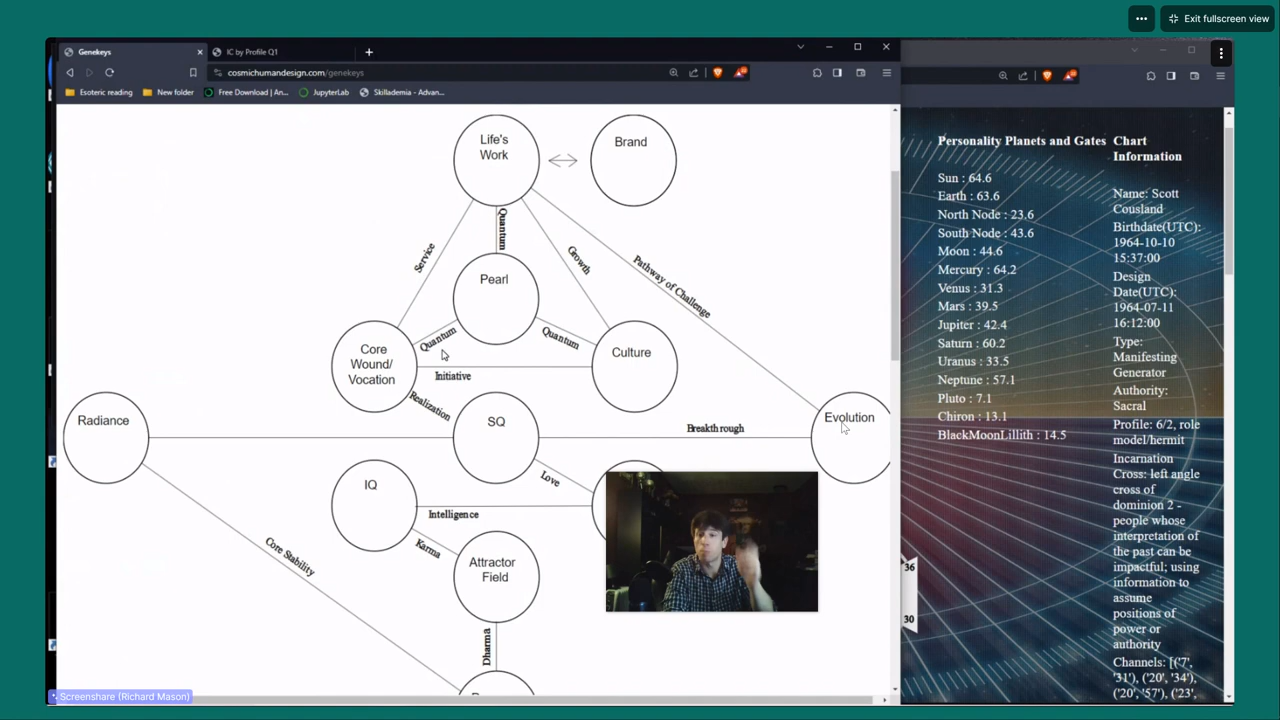 Exit fullscreen view
Genekeys
IC by Profile Q1
cosmichumandesign.com/genekeys
Esoteric reading
New folder
Free Download | An...
JupyterLab
Skillademia - Advan...
Life's
Work
Brand
Quantum
Service
Growth
Pathway of Challenge
Pearl
Quantum
Quantum
Core
Wound/
Vocation
Culture
Initiative
Realization
Radiance
SQ
Breakthrough
Evolution
Love
IQ
Intelligence
Karma
Attractor
Field
Core Stability
Dharma
Screenshare (Richard Mason)
Personality Planets and Gates
Sun : 64.6
Earth : 63.6
North Node : 23.6
South Node : 43.6
Moon : 44.6
Mercury : 64.2
Venus : 31.3
Mars : 39.5
Jupiter : 42.4
Saturn : 60.2
Uranus : 33.5
Neptune : 57.1
Pluto : 7.1
Chiron : 13.1
BlackMoonLillith : 14.5
36
30
Chart
Information
Name: Scott
Cousland
Birthdate(UTC):
1964-10-10
15:37:00
Design
Date(UTC):
1964-07-11
16:12:00
Type:
Manifesting
Generator
Authority:
Sacral
Profile: 6/2, role
model/hermit
Incarnation
Cross: left angle
cross of
dominion 2 -
people whose
interpretation of
the past can be
impactful; using
information to
assume
positions of
power or
authority
Channels: [('7',
'31'), ('20', '34')
('20', '57'), ('23',